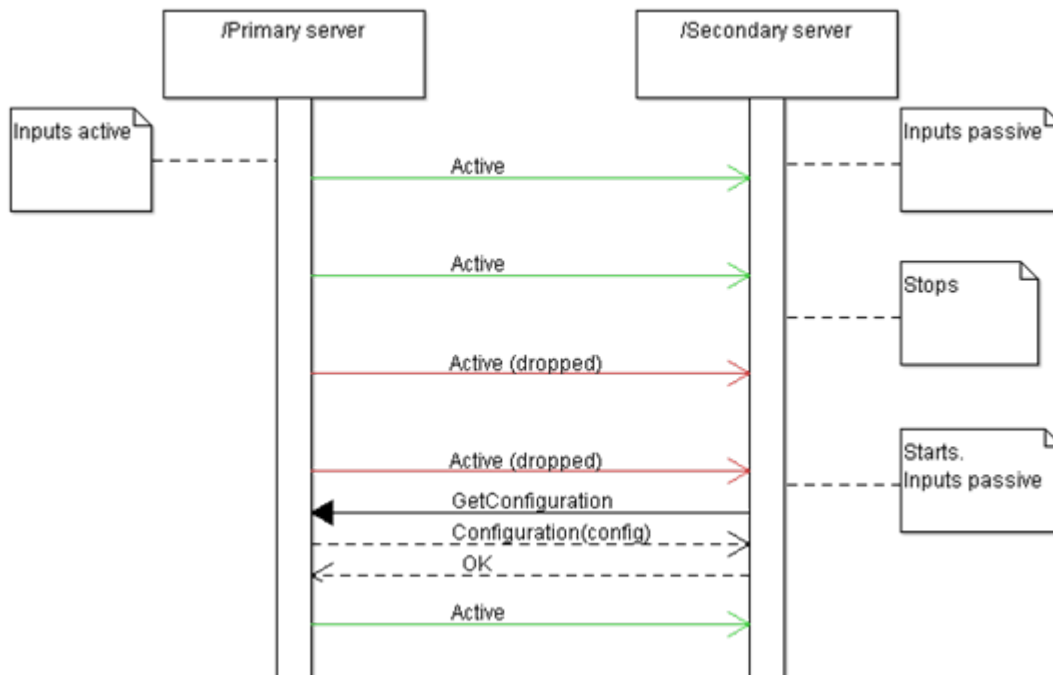 /Primary server
/Secondary server
Inputs active
Inputs passive
Active
Active
Stops
Active (dropped)
Active (dropped)
Starts.
Inputs passive
GetConfiguration
Configuration(config)
OK
Active